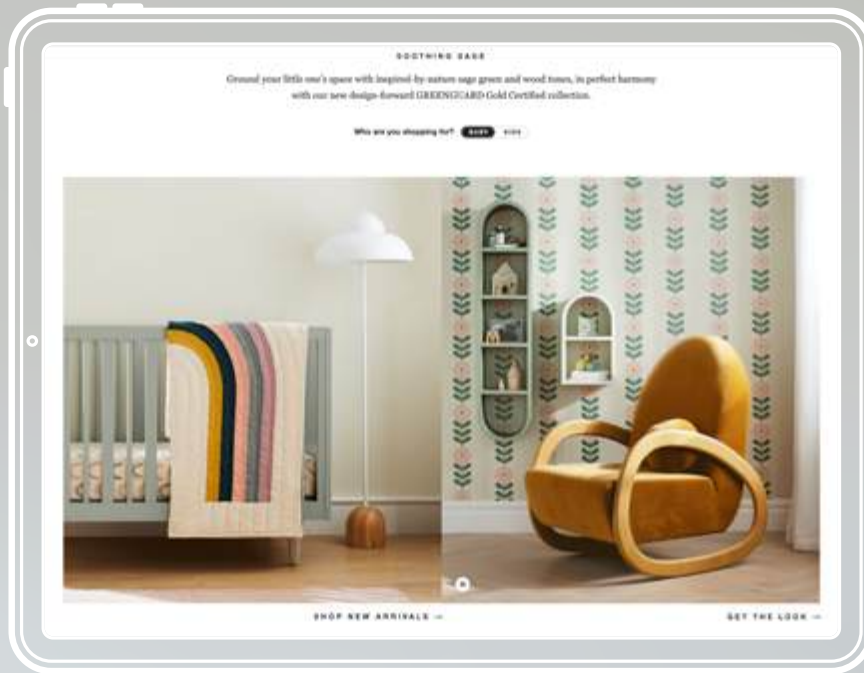 SOOTHING SAGE
Ground your little one's space with inspired-by-nature sage green and wood tones, in perfect harmony
with our new design-forward GREENGUARD Gold Certified collection.
Who are you shopping for? BABY KIDS
SHOP NEW ARRIVALS →
GET THE LOOK →